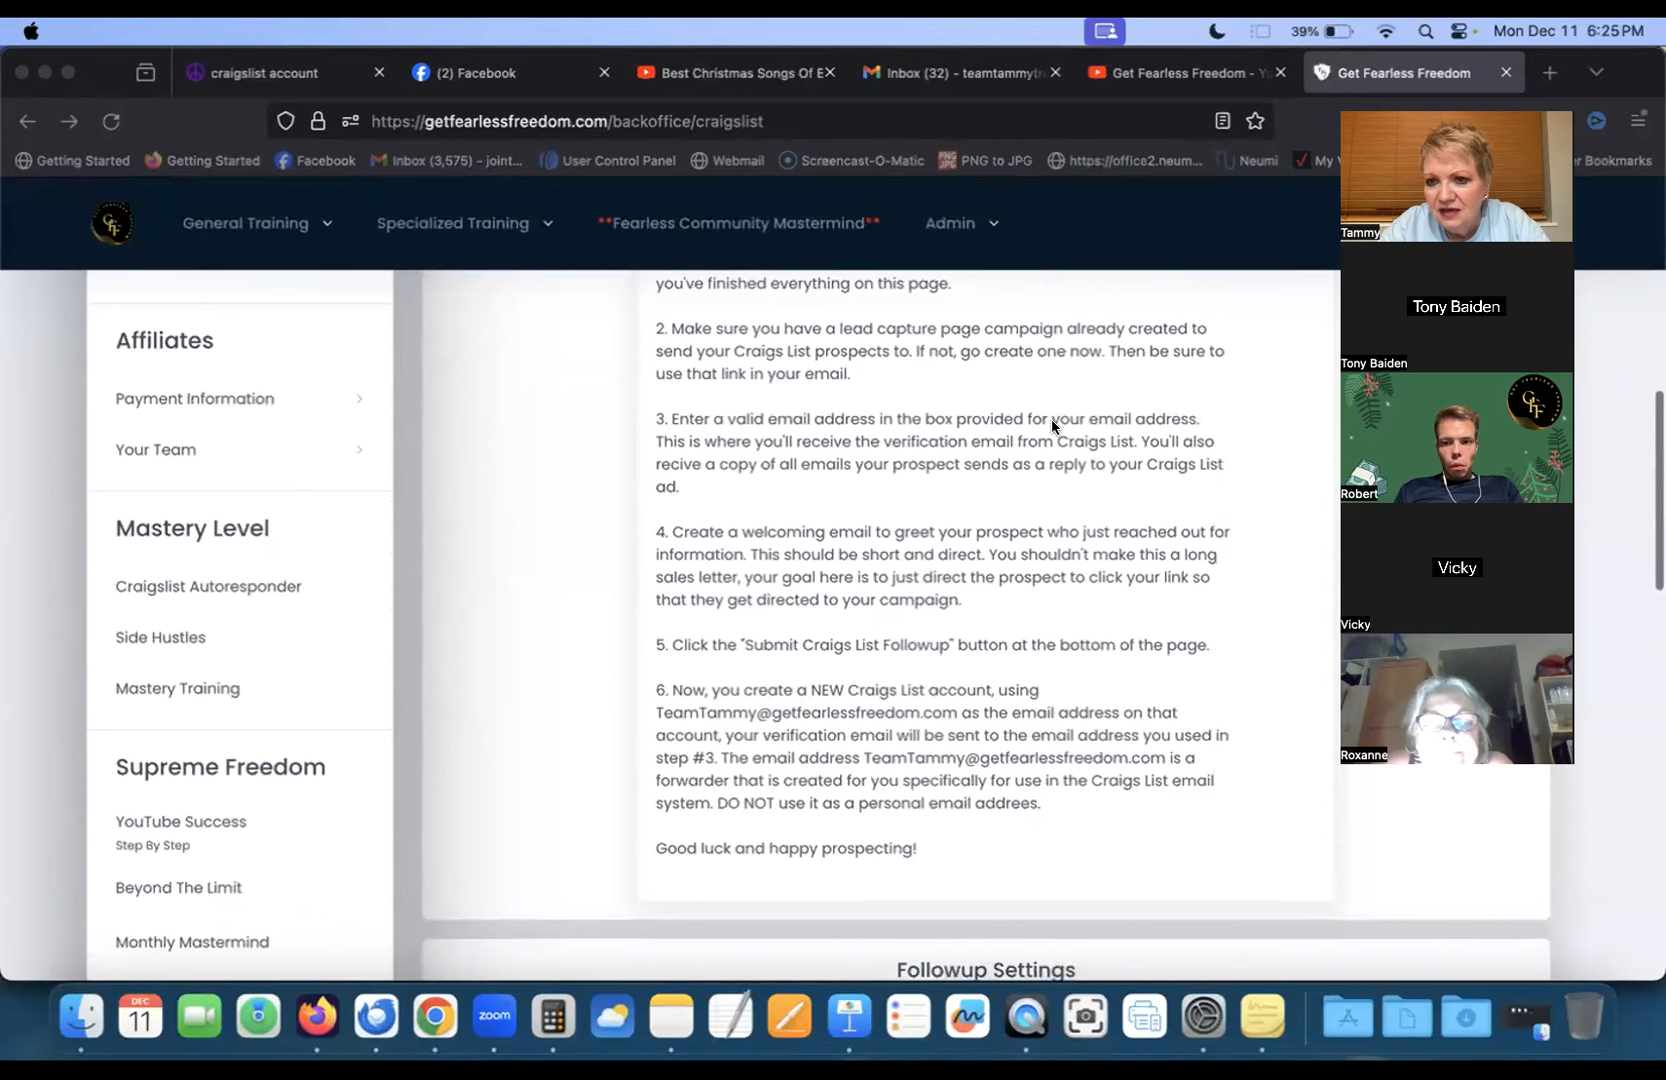 39%
Mon Dec 11 6:25PM
craigslist account
(2) Facebook
Best Christmas Songs Of E
Inbox (32) - teamtammytr
Get Fearless Freedom - Y
Get Fearless Freedom
https://getfearlessfreedom.com/backoffice/craigslist
Getting Started
Getting Started
Facebook
Inbox (3,575) - joint...
User Control Panel
Webmail
Screencast-O-Matic
PNG to JPG
https://office2.neum...
Neumi
My V
r Bookmarks
GFF
General Training
Specialized Training
**Fearless Community Mastermind**
Admin
Affiliates
Payment Information
Your Team
Mastery Level
Craigslist Autoresponder
Side Hustles
Mastery Training
Supreme Freedom
YouTube Success
Step By Step
Beyond The Limit
Monthly Mastermind
you've finished everything on this page.
2. Make sure you have a lead capture page campaign already created to
send your Craigs List prospects to. If not, go create one now. Then be sure to
use that link in your email.
3. Enter a valid email address in the box provided for your email address.
This is where you'll receive the verification email from Craigs List. You'll also
recive a copy of all emails your prospect sends as a reply to your Craigs List
ad.
4. Create a welcoming email to greet your prospect who just reached out for
information. This should be short and direct. You shouldn't make this a long
sales letter, your goal here is to just direct the prospect to click your link so
that they get directed to your campaign.
5. Click the "Submit Craigs List Followup" button at the bottom of the page.
6. Now, you create a NEW Craigs List account, using
TeamTammy@getfearlessfreedom.com as the email address on that
account, your verification email will be sent to the email address you used in
step #3. The email address TeamTammy@getfearlessfreedom.com is a
forwarder that is created for you specifically for use in the Craigs List email
system. DO NOT use it as a personal email addrees.
Good luck and happy prospecting!
Followup Settings
Tammy
Tony Baiden
Tony Baiden
GFF
Robert
Vicky
Vicky
Roxanne
DEC
11
zoom